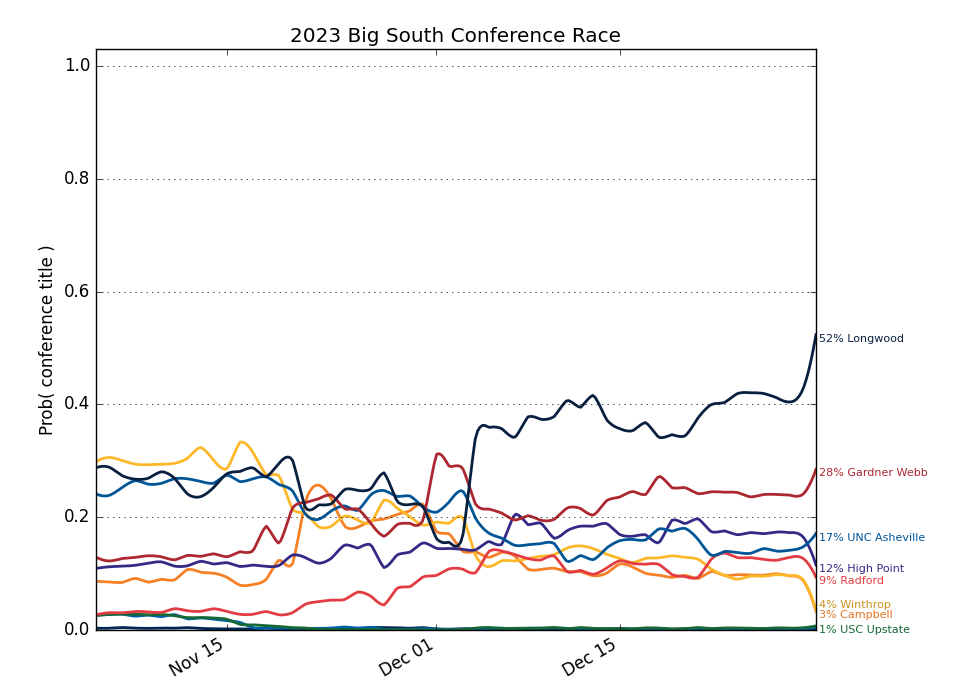 2023 Big South Conference Race
Prob( conference title )
1.0
0.8
0.6
0.4
0.2
0.0
Nov 15
Dec 01
Dec 15
52% Longwood
28% Gardner Webb
17% UNC Asheville
12% High Point
9% Radford
4% Winthrop
3% Campbell
1% USC Upstate